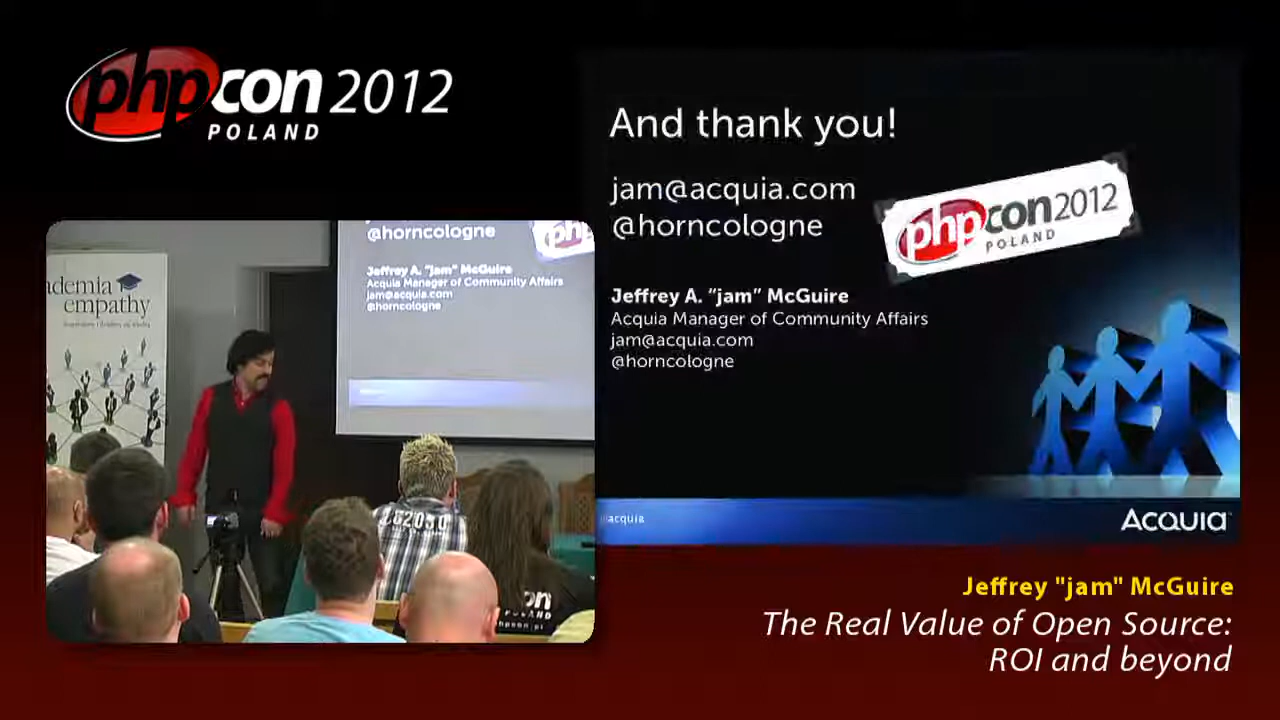 phpcon 2012
POLAND
And thank you!
jam@acquia.com
@horncologne
phpcon 2012
POLAND
Jeffrey A. “jam” McGuire
Acquia Manager of Community Affairs
jam@acquia.com
@horncologne
acquia
ACQUIA
@horncologne
php
Jeffrey A. “jam” McGuire
Acquia Manager of Community Affairs
jam@acquia.com
@horncologne
demia
empathy
Jeffrey "jam" McGuire
The Real Value of Open Source:
ROI and beyond